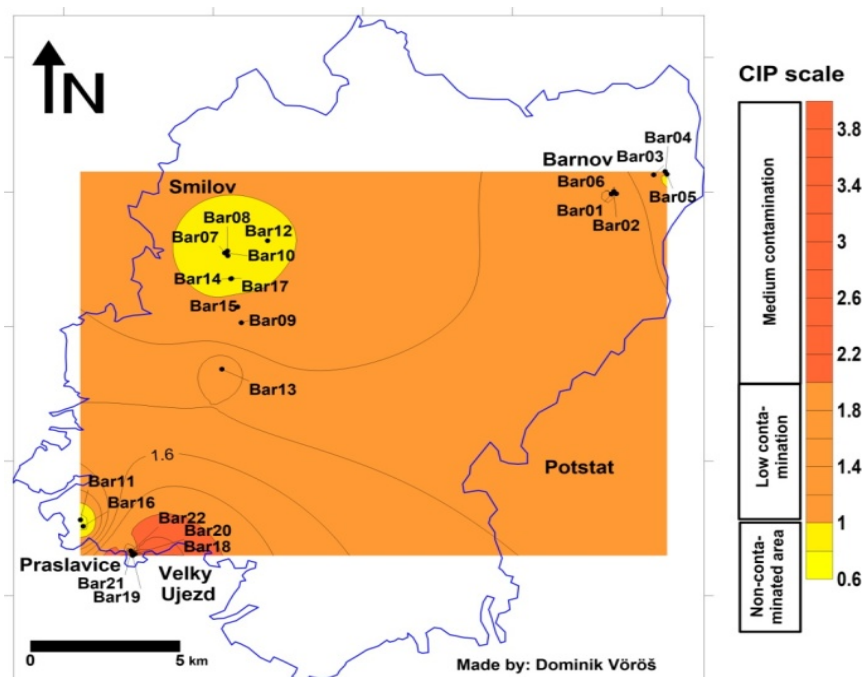 N
CIP scale
Bar04
Barnov
Bar03
Bar06
Bar01
Bar05
Bar02
Smilov
Bar08
Bar07
Bar12
Bar10
Bar14
Bar17
Bar15
Bar09
Bar13
1.6
Potstat
Bar11
Bar16
Bar22
Bar20
Bar18
Praslavice
Bar21
Bar19
Velky
Ujezd
0
5 km
Made by: Dominik Vöröš
Medium contamination
Low conta-
mination
Non-conta-
minated area
3.8
3.4
3
2.6
2.2
1.8
1.4
1
0.6